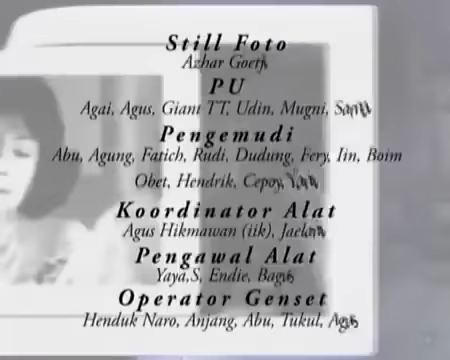 Still Foto
Azhar Goetj
PU
Agai, Agus, Giant TT, Udin, Mugni,
Pengemudi
Abu, Agung, Fatich, Rudi, Dudung, Fery, Iin, Boim
Obet, Hendrik, Cepoy,
Koordinator Alat
Agus Hikmawan (iik),
Pengawal Alat
Yaya,S, Endie, Bagus
Operator Genset
Henduk Naro, Anjang, Abu, Tukul, Agus